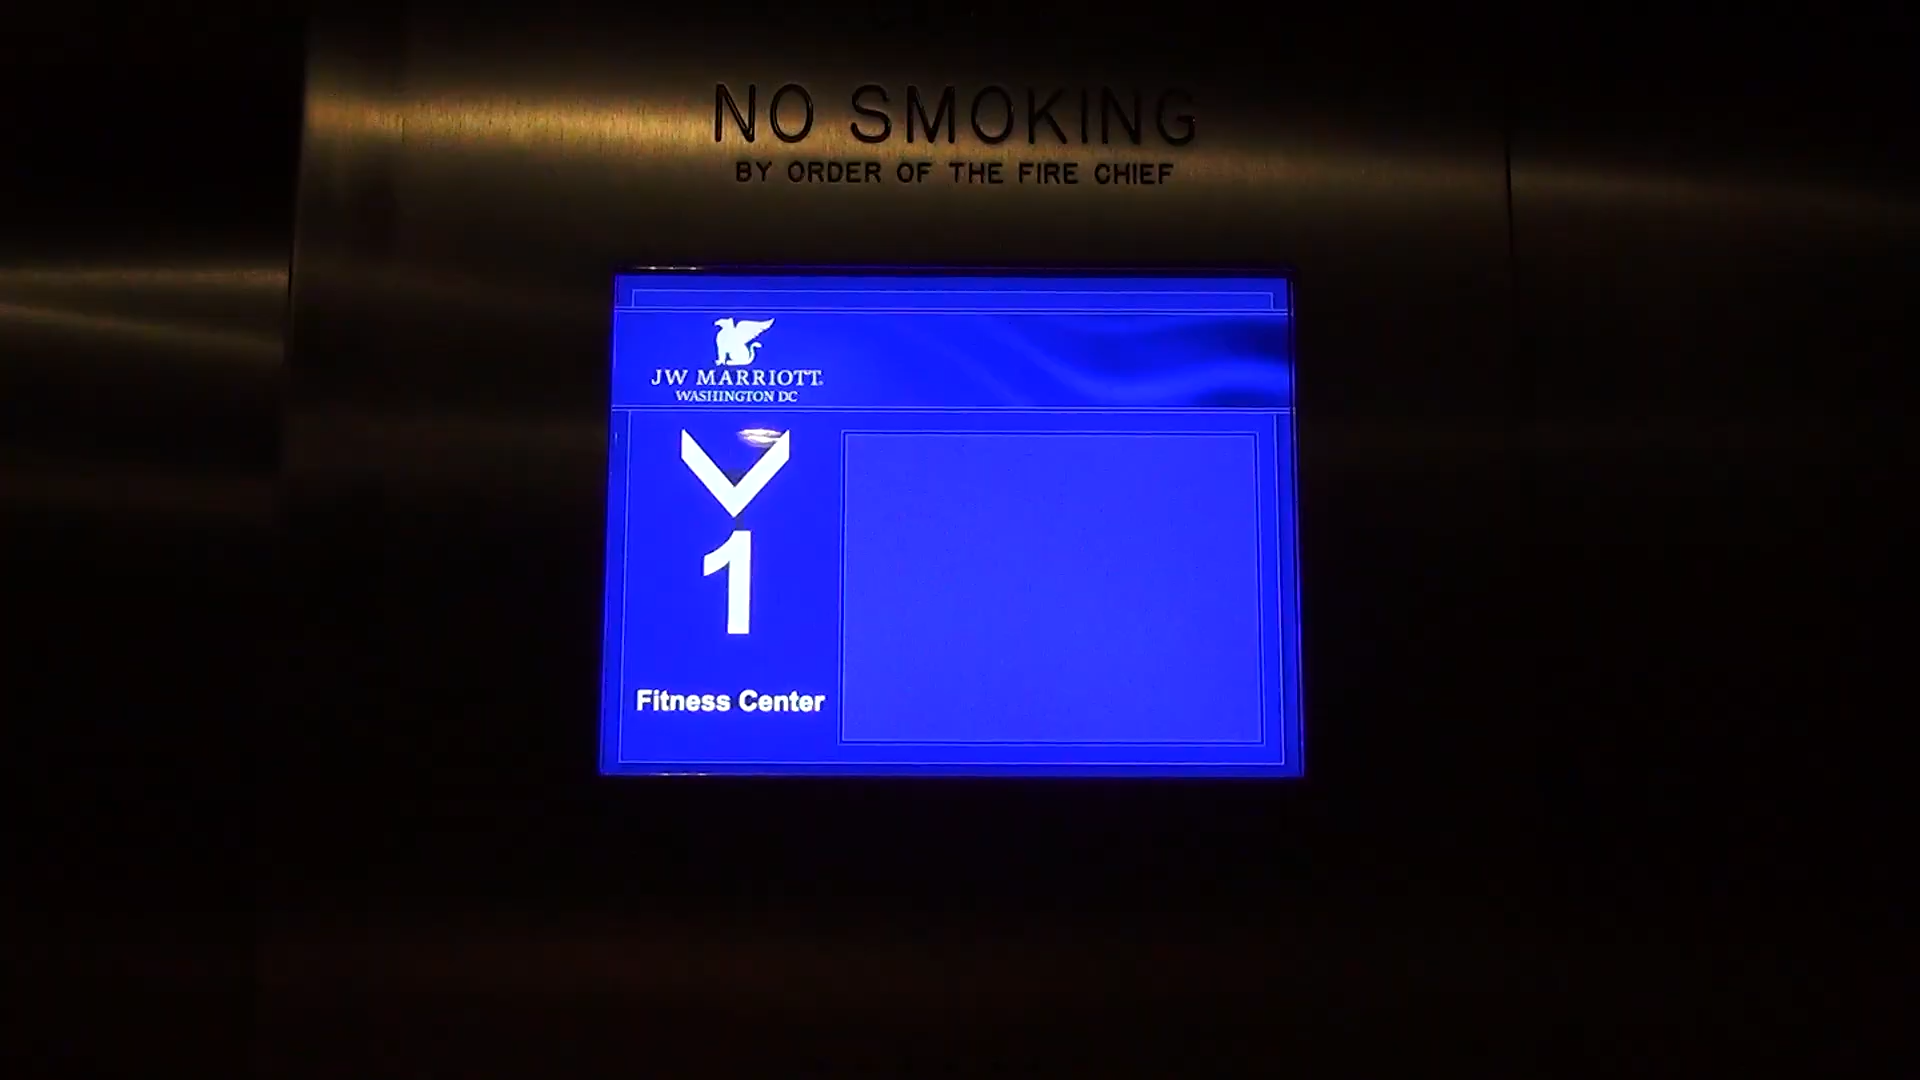 NO SMOKING
BY ORDER OF THE FIRE CHIEF
JW MARRIOTT
WASHINGTON DC
1
Fitness Center